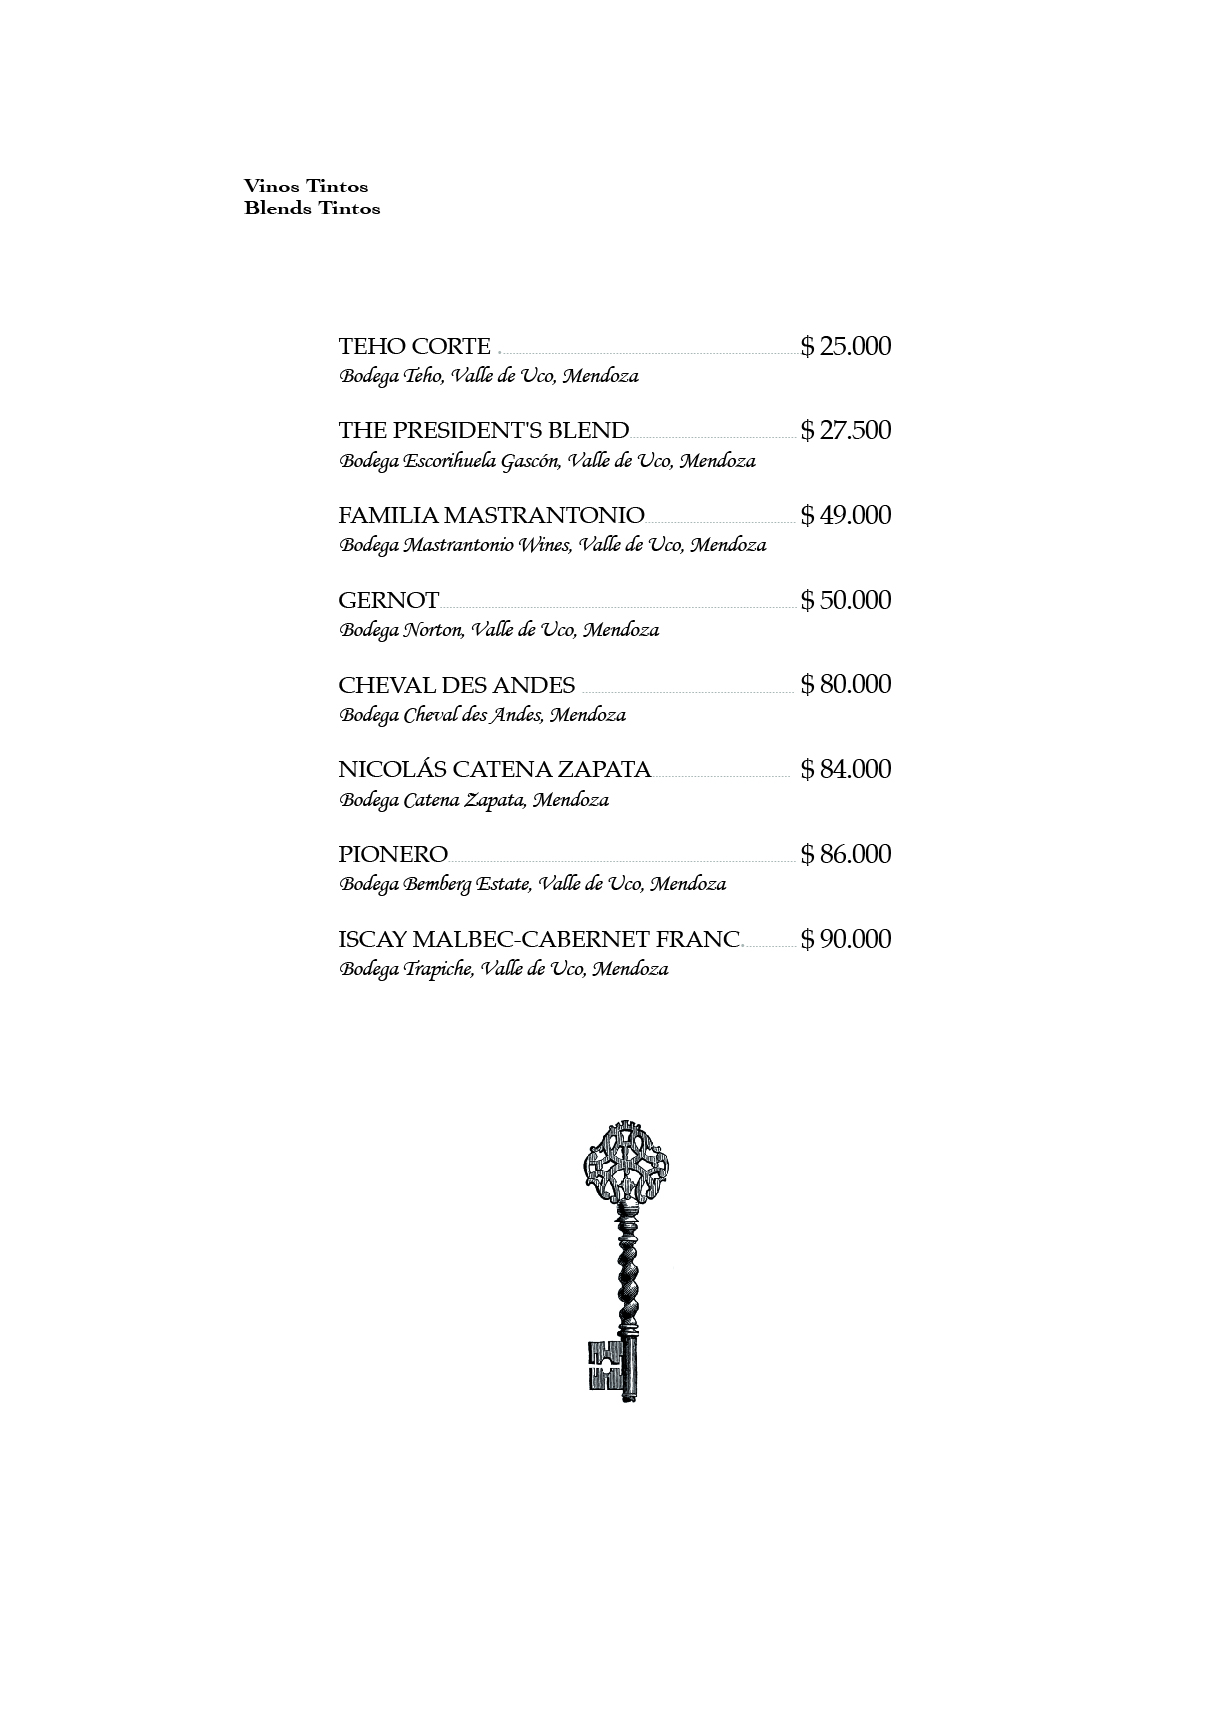 Vinos Tintos
Blends Tintos
TEHO CORTE $ 25.000
Bodega Teho, Valle de Uco, Mendoza
THE PRESIDENT'S BLEND $ 27.500
Bodega Escorihuela Gascón, Valle de Uco, Mendoza
FAMILIA MASTRANTONIO $ 49.000
Bodega Mastrantonio Wines, Valle de Uco, Mendoza
GERNOT $ 50.000
Bodega Norton, Valle de Uco, Mendoza
CHEVAL DES ANDES $ 80.000
Bodega Cheval des Andes, Mendoza
NICOLÁS CATENA ZAPATA $ 84.000
Bodega Catena Zapata, Mendoza
PIONERO $ 86.000
Bodega Bemberg Estate, Valle de Uco, Mendoza
ISCAY MALBEC-CABERNET FRANC $ 90.000
Bodega Trapiche, Valle de Uco, Mendoza